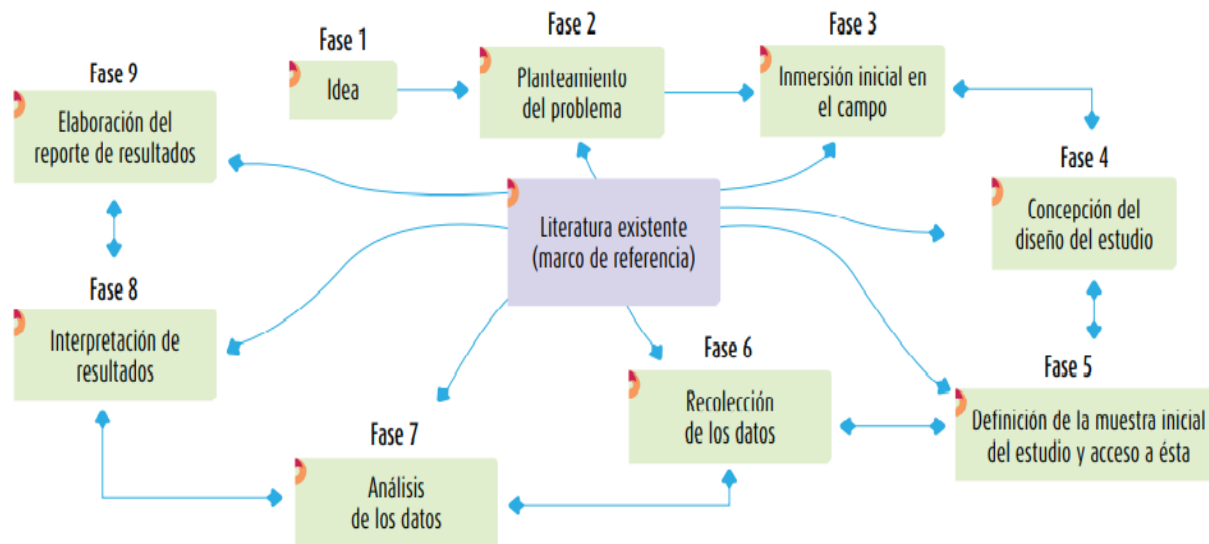 Fase 1
Idea
Fase 2
Planteamiento
del problema
Fase 3
Inmersión inicial en
el campo
Fase 4
Concepción del
diseño del estudio
Fase 5
Definición de la muestra inicial
del estudio y acceso a ésta
Fase 6
Recolección
de los datos
Fase 7
Análisis
de los datos
Fase 8
Interpretación de
resultados
Fase 9
Elaboración del
reporte de resultados
Literatura existente
(marco de referencia)